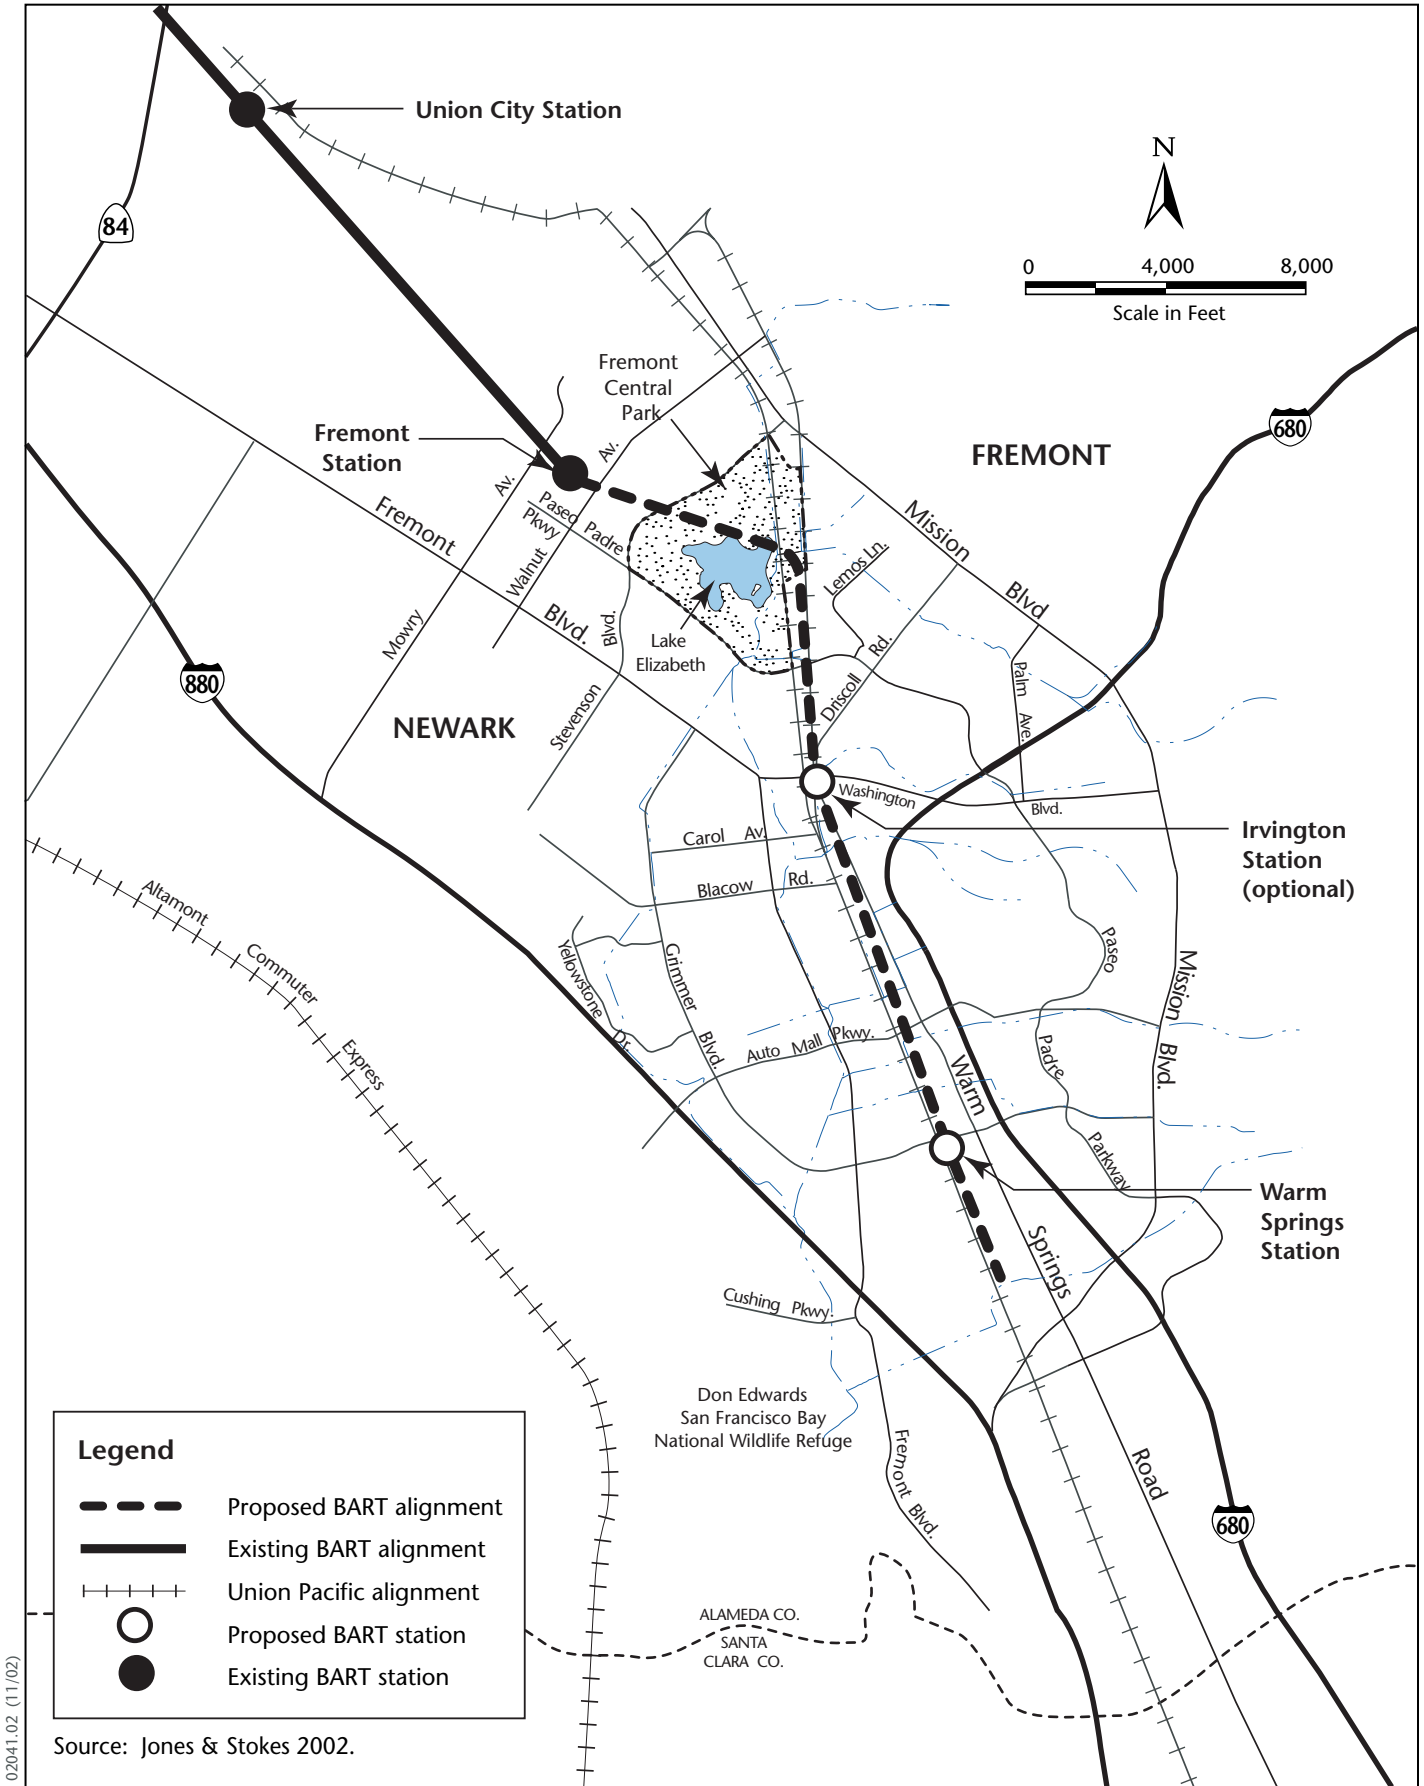 Union City Station
N
84
0 4,000 8,000
Scale in Feet
Fremont
Central
Park
680
Fremont
Station
FREMONT
Av.
Av.
Paseo Padre
Pkwy
Fremont
Blvd.
Mission
Blvd
Lemos Ln.
Walnut
Mowry
Blvd.
Stevenson
Lake
Elizabeth
Driscoll
Rd.
Palm
Ave.
880
NEWARK
Washington
Blvd.
Carol Av.
Irvington
Station
(optional)
Blacow Rd.
Altamont
Commuter
Express
Yellowstone
Dr.
Grimmer
Blvd.
Auto Mall Pkwy.
Paseo
Padre
Parkway
Mission
Blvd.
Warm
Springs
Road
Warm
Springs
Station
Cushing Pkwy.
Don Edwards
San Francisco Bay
National Wildlife Refuge
Fremont Blvd.
680
Legend
Proposed BART alignment
Existing BART alignment
Union Pacific alignment
Proposed BART station
Existing BART station
ALAMEDA CO.
SANTA
CLARA CO.
Source: Jones & Stokes 2002.
02041.02 (11/02)